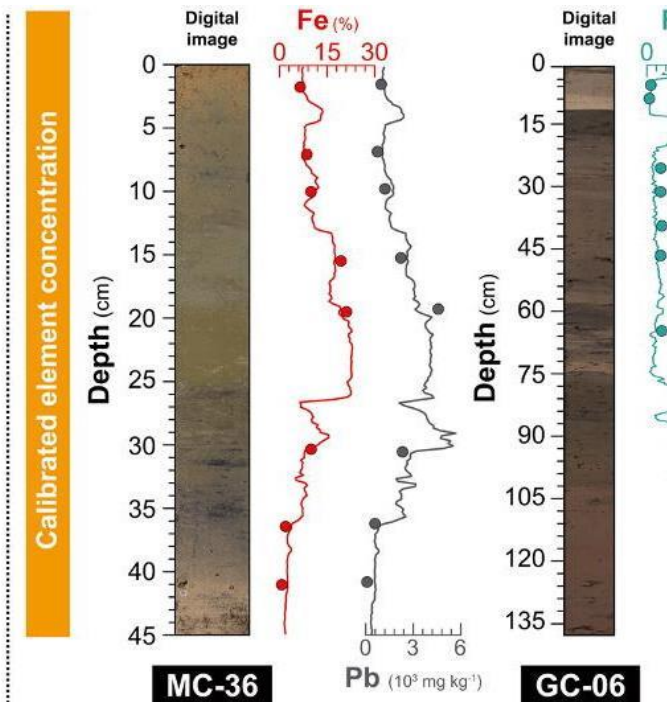 Calibrated element concentration
Digital
image
Fe (%)
0 15 30
Depth (cm)
0
5
10
15
20
25
30
35
40
45
0 3 6
Pb (10³ mg kg⁻¹)
MC-36
Digital
image
Depth (cm)
0
15
30
45
60
75
90
105
120
135
GC-06
0